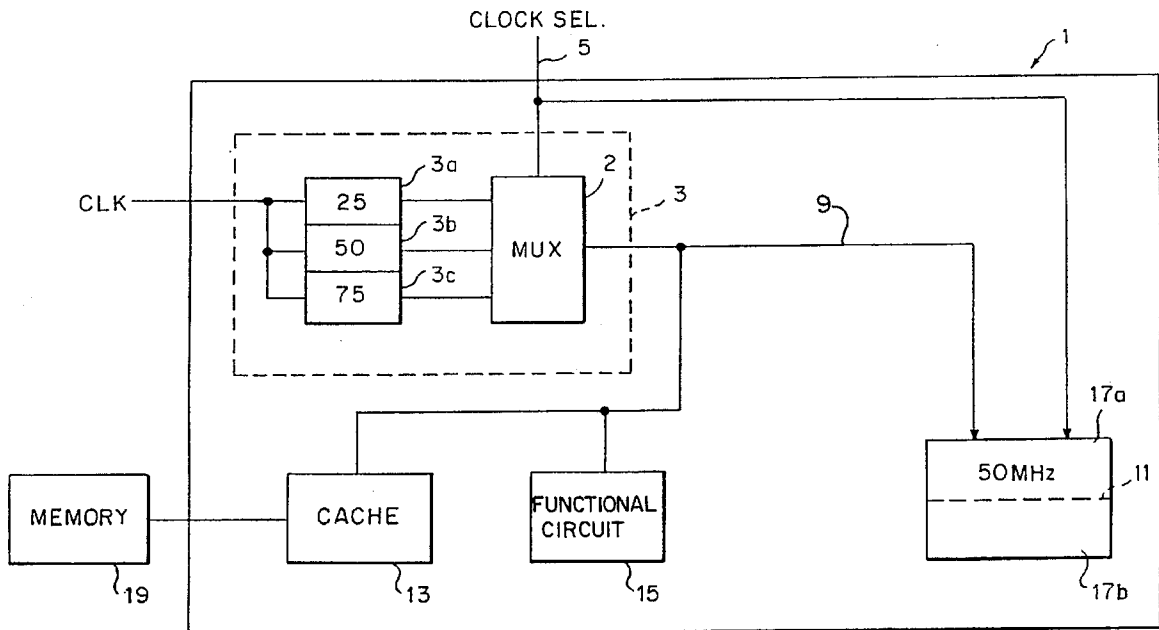 CLOCK SEL.
5
1
3a
2
CLK
25
3
3b
9
50
MUX
3c
75
17a
50MHz
11
MEMORY
CACHE
FUNCTIONAL
CIRCUIT
19
13
15
17b